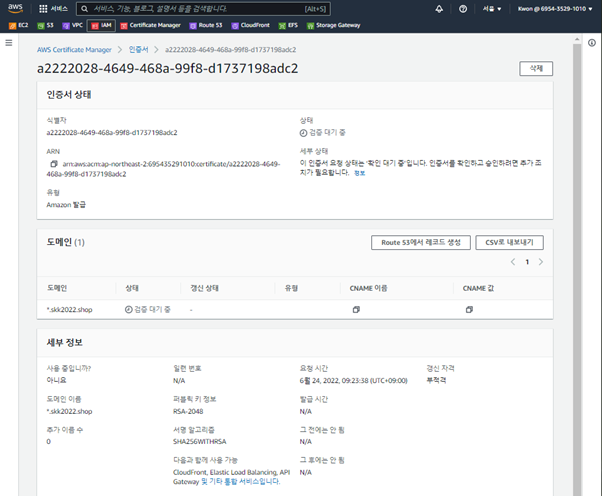 aws
서비스
서비스, 기능, 블로그, 설명서 등을 검색합니다.
[Alt+S]
서울
Kwon @ 6954-3529-1010
EC2
S3
VPC
IAM
Certificate Manager
Route 53
CloudFront
EFS
Storage Gateway
AWS Certificate Manager > 인증서 > a2222028-4649-468a-99f8-d1737198adc2
a2222028-4649-468a-99f8-d1737198adc2
삭제
인증서 상태
식별자
a2222028-4649-468a-99f8-d1737198adc2
상태
검증 대기 중
ARN
arn:aws:acm:ap-northeast-2:695435291010:certificate/a2222028-4649-
468a-99f8-d1737198adc2
세부 상태
이 인증서 요청 상태는 '확인 대기 중'입니다. 인증서를 확인하고 승인하려면 추가 조
치가 필요합니다. 정보
유형
Amazon 발급
도메인 (1)
Route 53에서 레코드 생성
CSV로 내보내기
< 1 >
도메인
상태
갱신 상태
유형
CNAME 이름
CNAME 값
*.skk2022.shop
검증 대기 중
-
세부 정보
사용 중입니까?
아니요
일련 번호
N/A
요청 시간
6월 24, 2022, 09:23:38 (UTC+09:00)
갱신 자격
부적격
도메인 이름
*.skk2022.shop
퍼블릭 키 정보
RSA-2048
발급 시간
N/A
추가 이름 수
0
서명 알고리즘
SHA256WITHRSA
그 전에는 안 됨
N/A
다음과 함께 사용 가능
CloudFront, Elastic Load Balancing, API
Gateway 및 기타 통합 서비스입니다.
그 후에는 안 됨
N/A